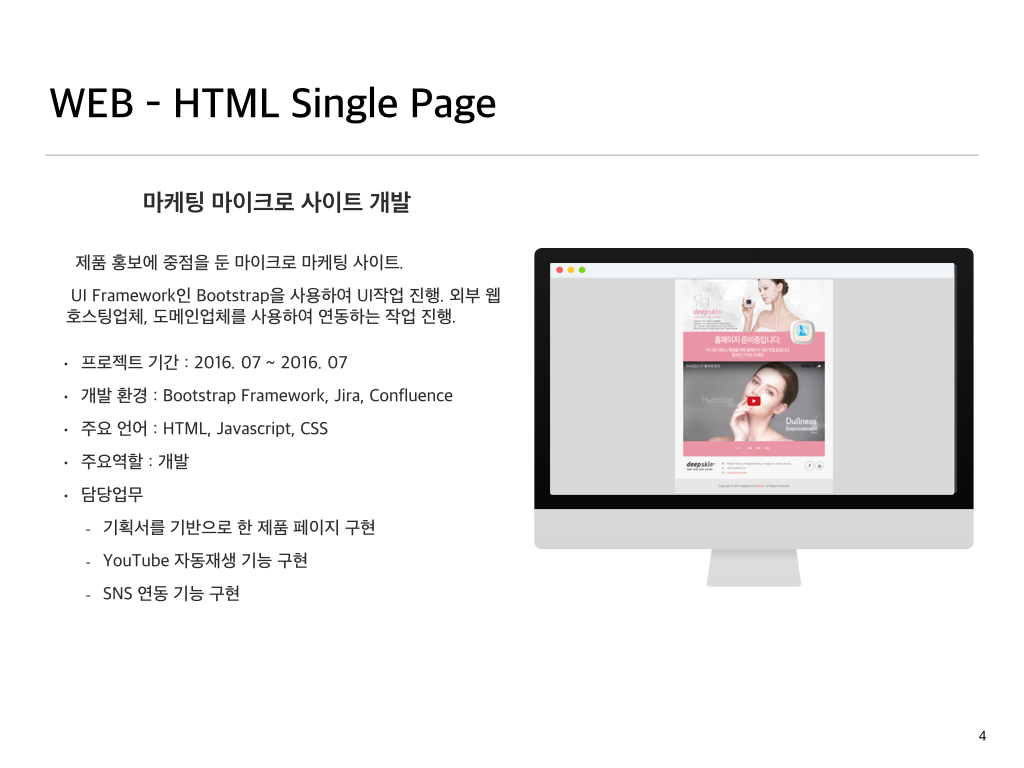 WEB - HTML Single Page
마케팅 마이크로 사이트 개발
제품 홍보에 중점을 둔 마이크로 마케팅 사이트.
UI Framework인 Bootstrap을 사용하여 UI작업 진행. 외부 웹
호스팅업체, 도메인업체를 사용하여 연동하는 작업 진행.
• 프로젝트 기간 : 2016. 07 ~ 2016. 07
• 개발 환경 : Bootstrap Framework, Jira, Confluence
• 주요 언어 : HTML, Javascript, CSS
• 주요역할 : 개발
• 담당업무
- 기획서를 기반으로 한 제품 페이지 구현
- YouTube 자동재생 기능 구현
- SNS 연동 기능 구현
deepskin
홈페이지 준비중입니다.
Hydration
Dullness
Improvement
deepskin
4